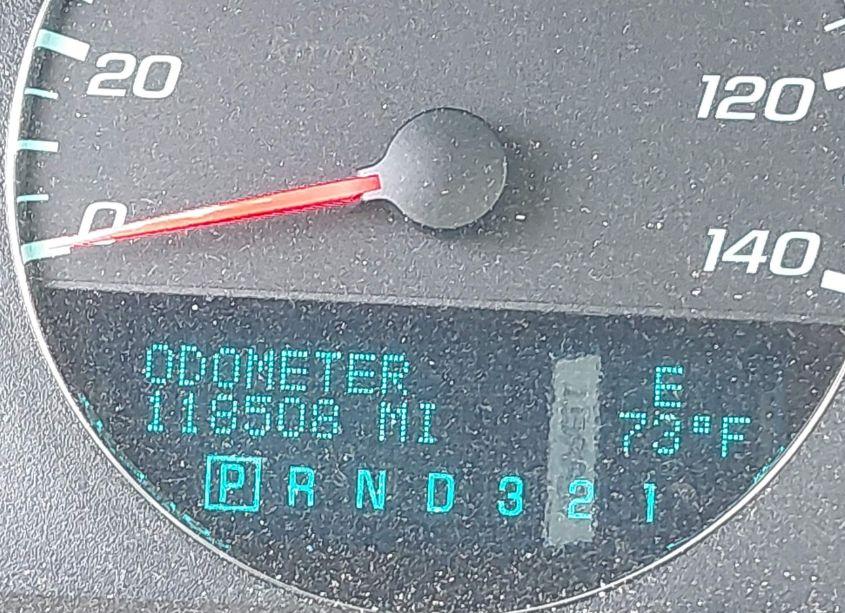 20
120
0
140
ODOMETER
118508 MI
E
73°F
P R N D 3 2 1